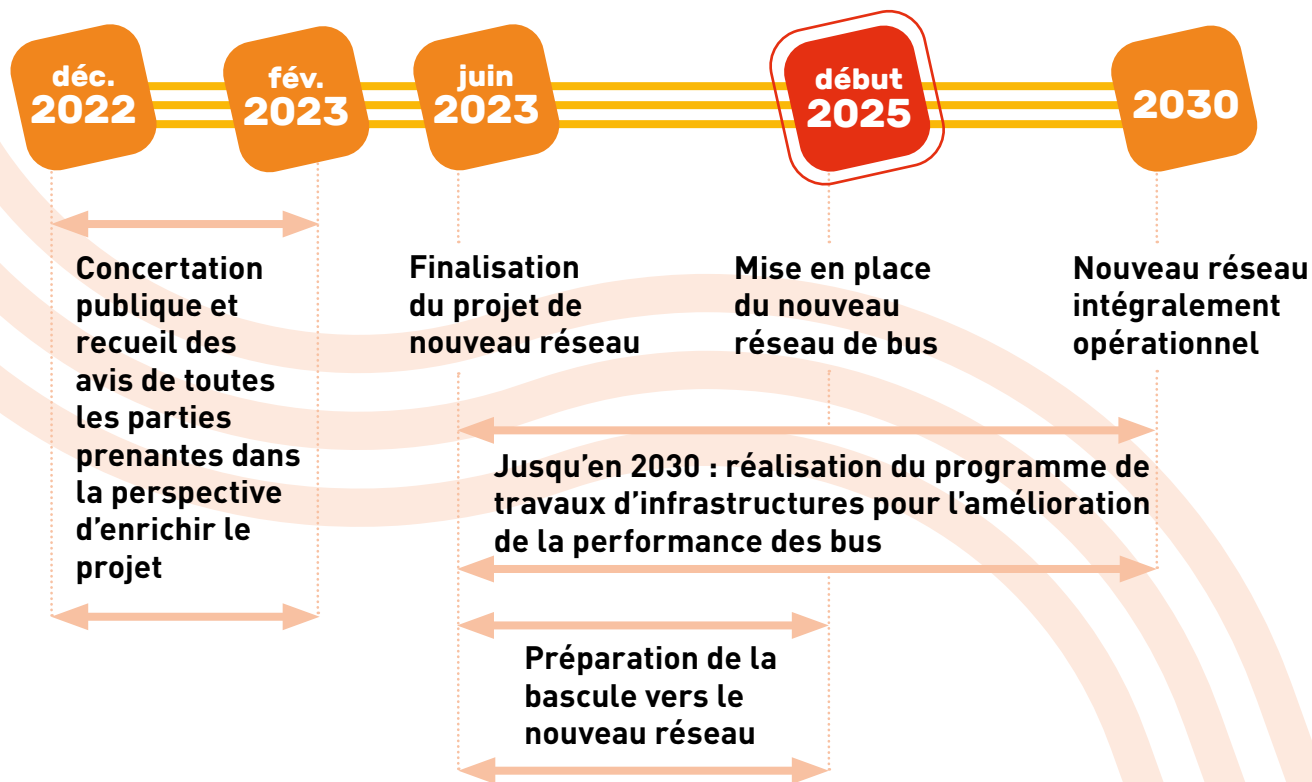 déc.
2022
fév.
2023
juin
2023
début
2025
2030
Concertation
publique et
recueil des
avis de toutes
les parties
prenantes dans
la perspective
d’enrichir le
projet
Finalisation
du projet de
nouveau réseau
Mise en place
du nouveau
réseau de bus
Nouveau réseau
intégralement
opérationnel
Jusqu’en 2030 : réalisation du programme de
travaux d’infrastructures pour l’amélioration
de la performance des bus
Préparation de la
bascule vers le
nouveau réseau